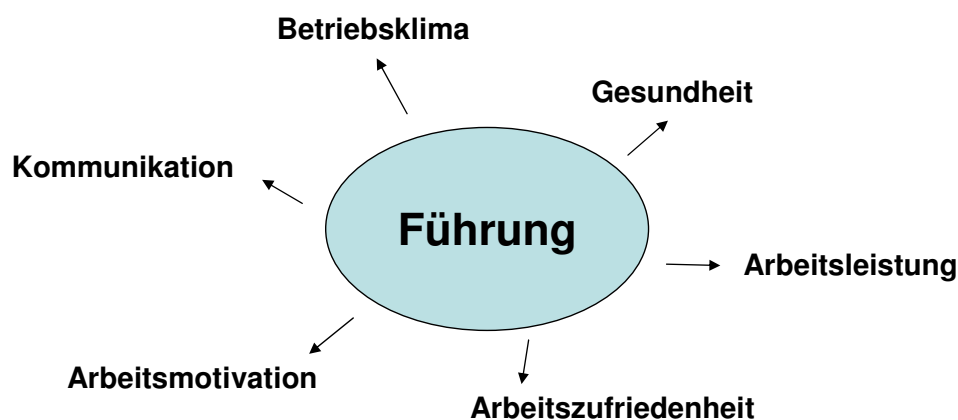 Betriebsklima
Gesundheit
Kommunikation
Führung
Arbeitsleistung
Arbeitsmotivation
Arbeitszufriedenheit